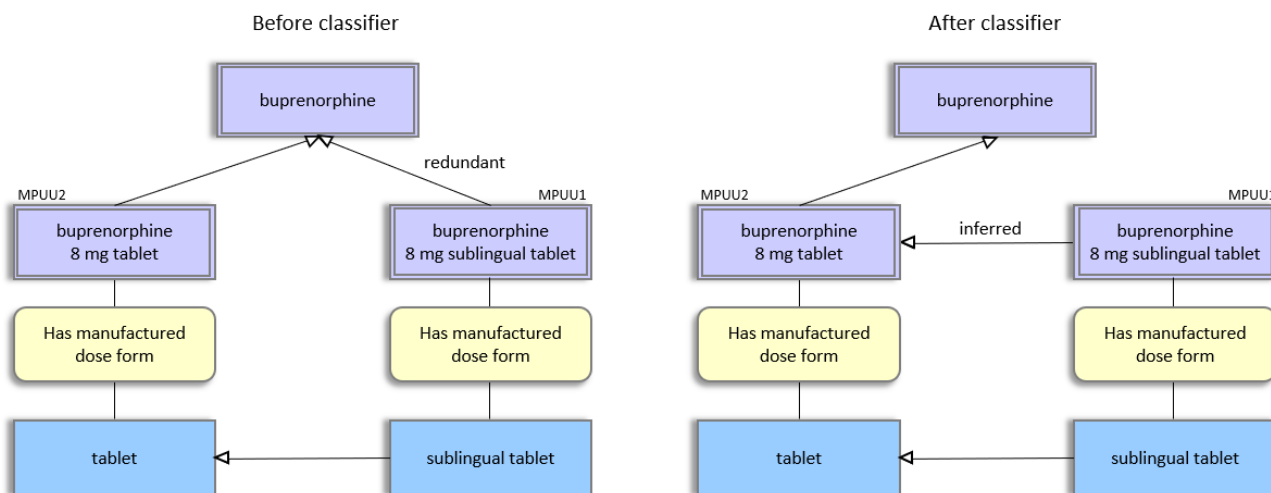 Before classifier
After classifier
buprenorphine
buprenorphine
redundant
MPUU2
MPUU1
MPUU2
MPUU1
buprenorphine
8 mg tablet
buprenorphine
8 mg sublingual tablet
buprenorphine
8 mg tablet
inferred
buprenorphine
8 mg sublingual tablet
Has manufactured
dose form
Has manufactured
dose form
Has manufactured
dose form
Has manufactured
dose form
tablet
sublingual tablet
tablet
sublingual tablet